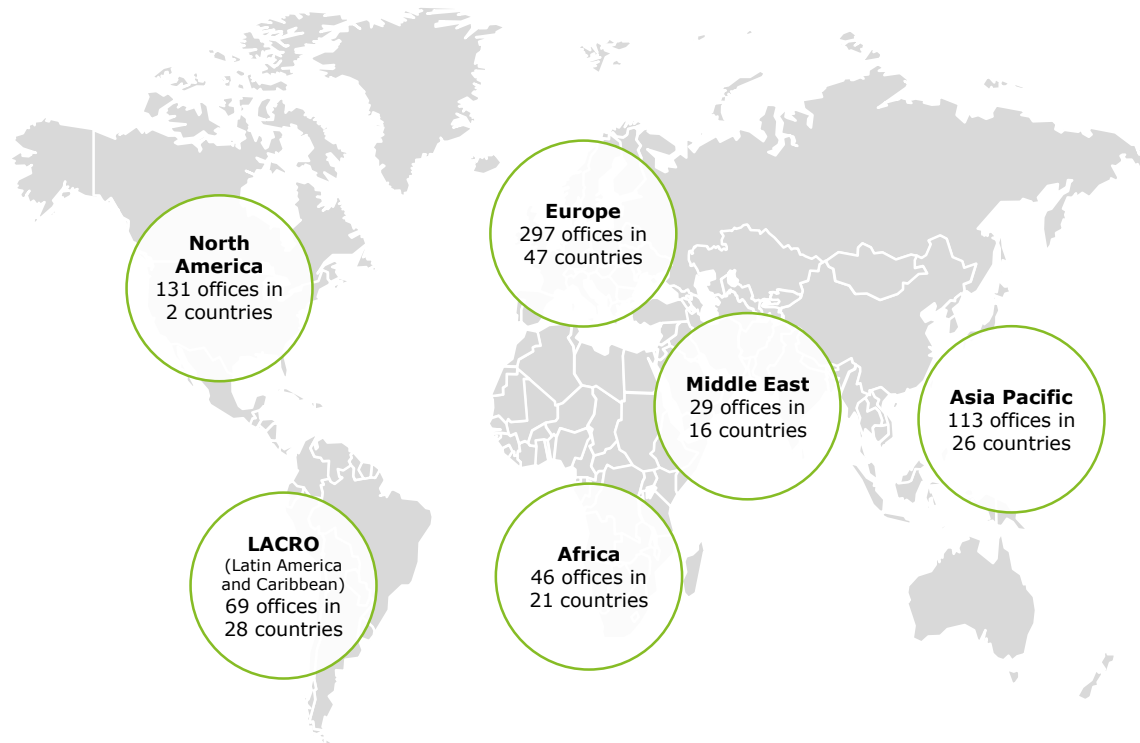 North
America
131 offices in
2 countries
Europe
297 offices in
47 countries
Middle East
29 offices in
16 countries
Asia Pacific
113 offices in
26 countries
LACRO
(Latin America
and Caribbean)
69 offices in
28 countries
Africa
46 offices in
21 countries